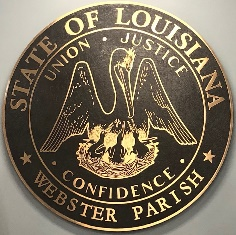 STATE OF LOUISIANA
UNION · JUSTICE
· CONFIDENCE ·
★ WEBSTER PARISH ★